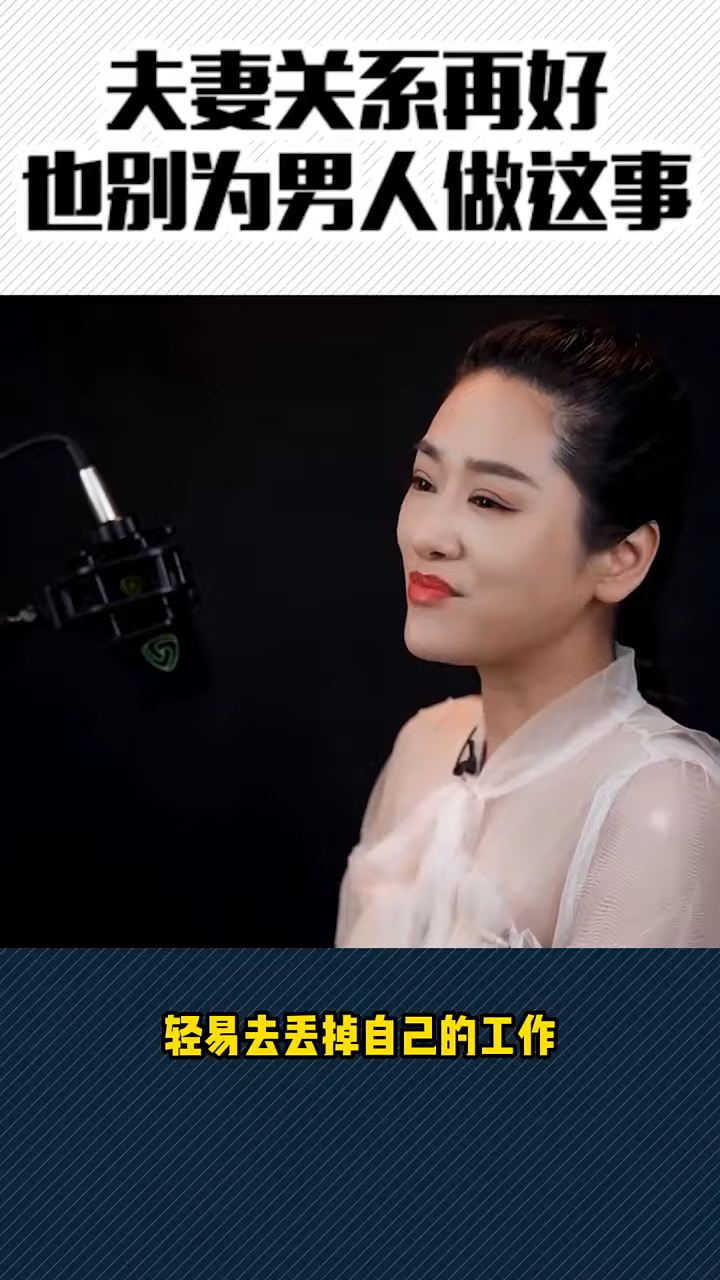 夫妻关系再好
也别为男人做这事
轻易去丢掉自己的工作